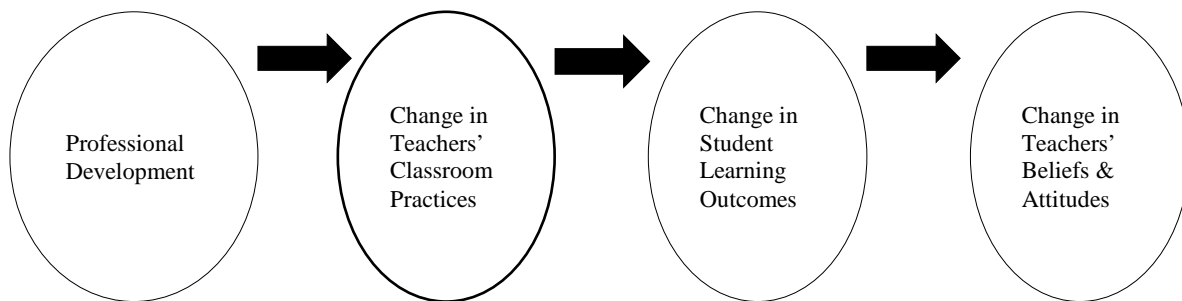 Professional
Development
Change in
Teachers’
Classroom
Practices
Change in
Student
Learning
Outcomes
Change in
Teachers’
Beliefs &
Attitudes